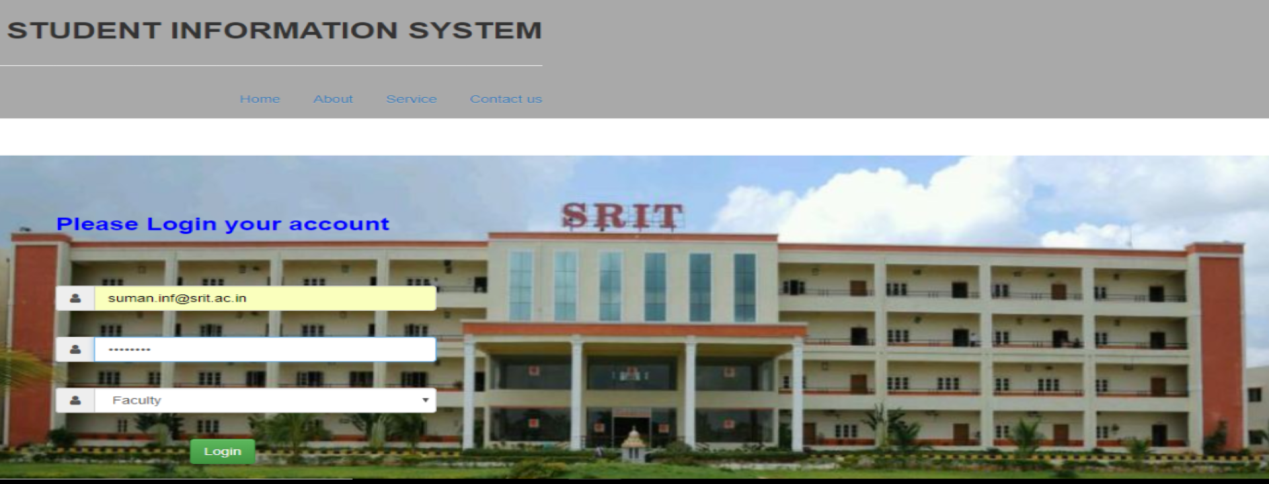 STUDENT INFORMATION SYSTEM
Home About Service Contact us
SRIT
Please Login your account
suman.inf@srit.ac.in
--------
Faculty
Login